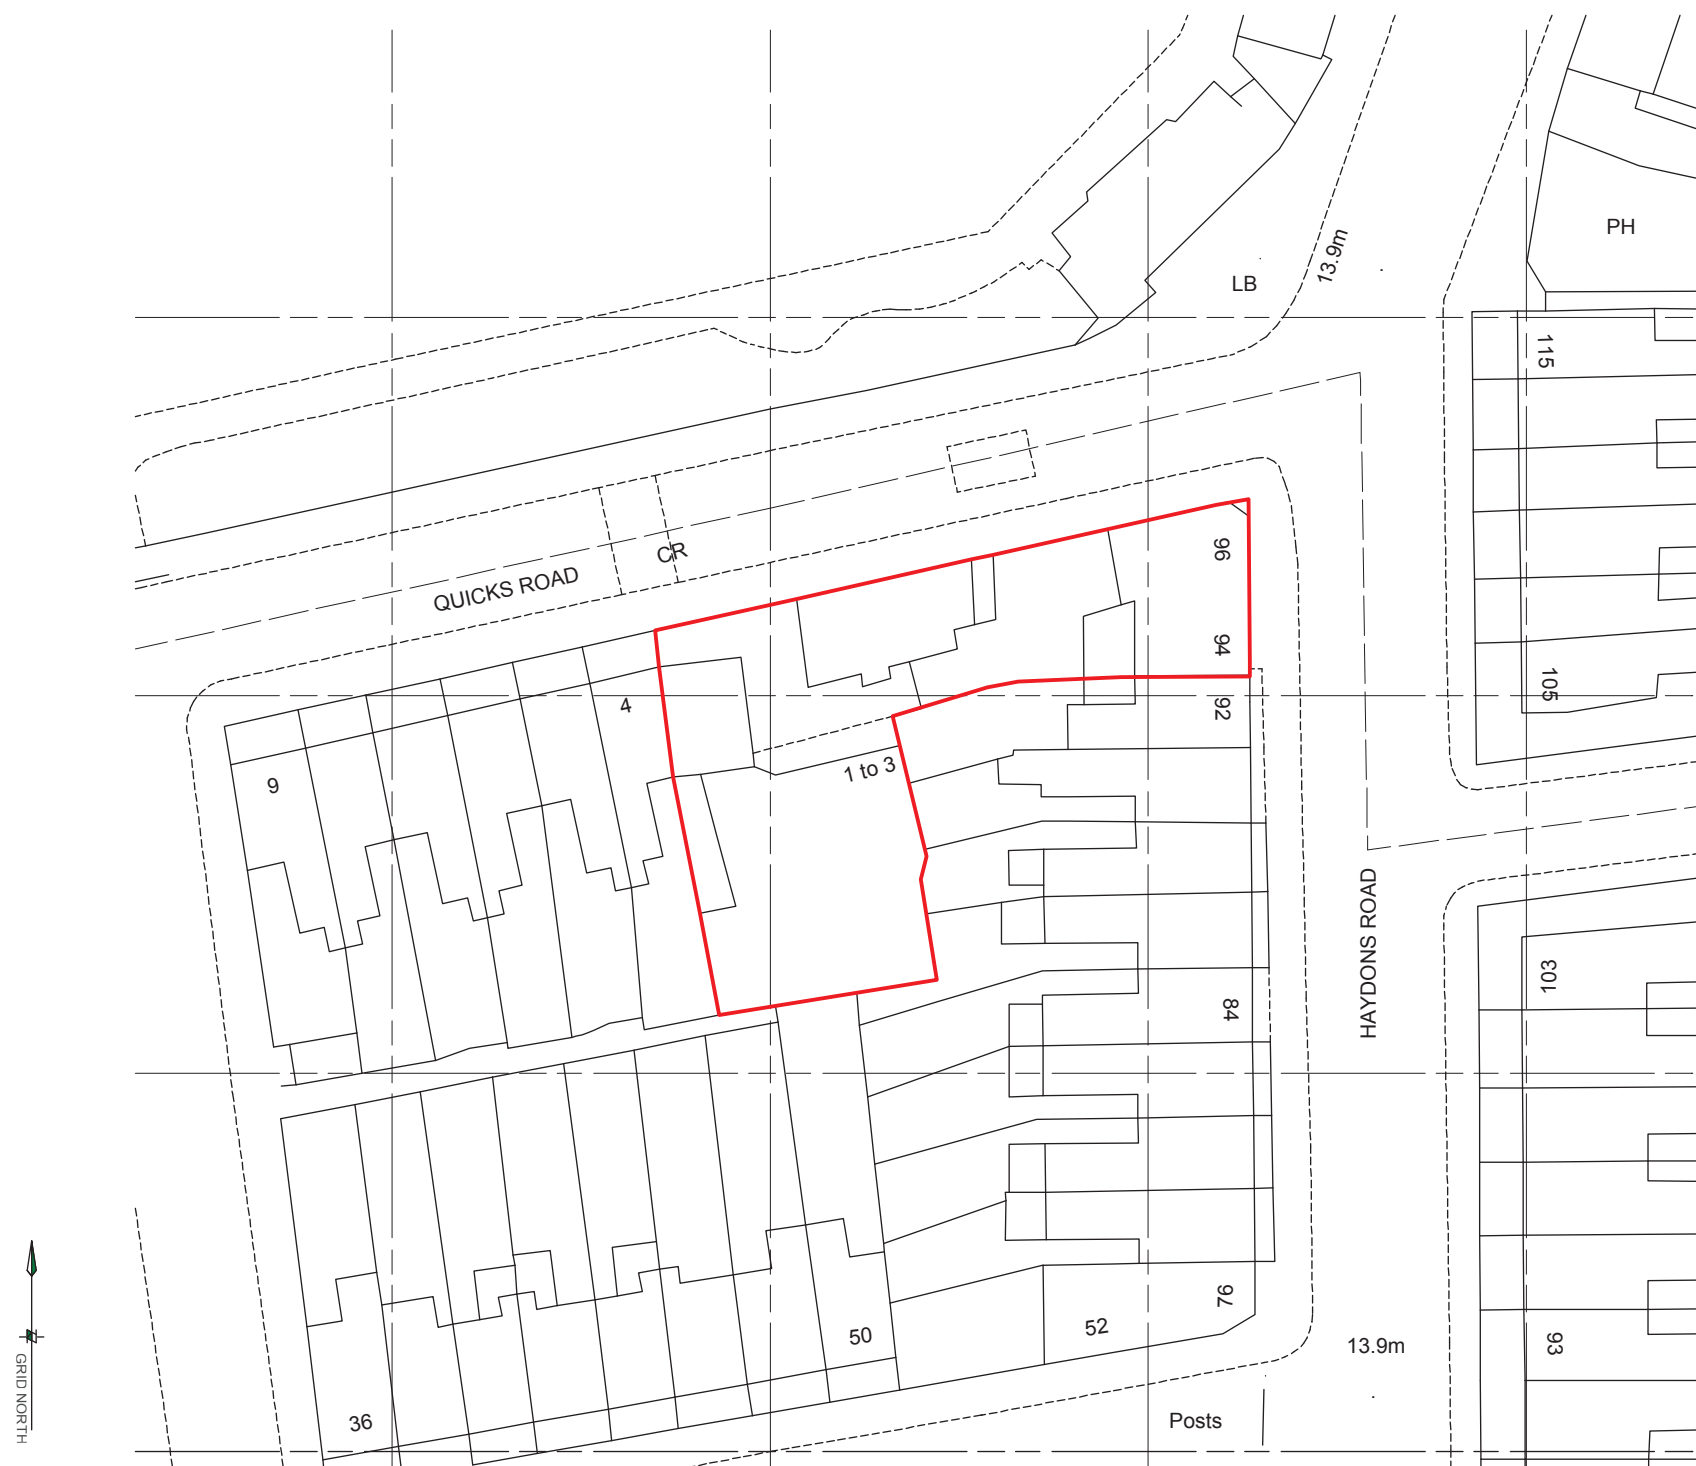 PH
13.9m
LB
115
96
CR
QUICKS ROAD
94
105
4
92
1 to 3
9
HAYDONS ROAD
103
84
76
52
50
13.9m
93
GRID NORTH
36
Posts